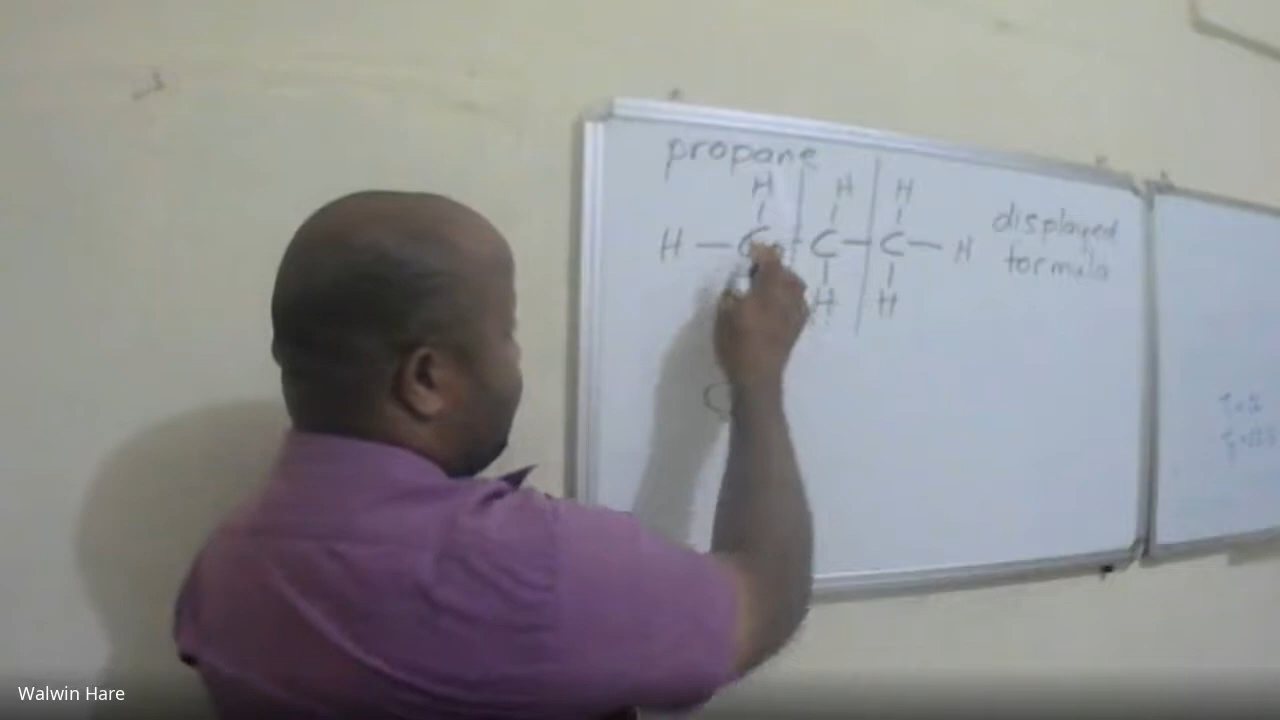 propane
H H H
H — C - C — C — H
H H
displayed
formula
C
Walwin Hare